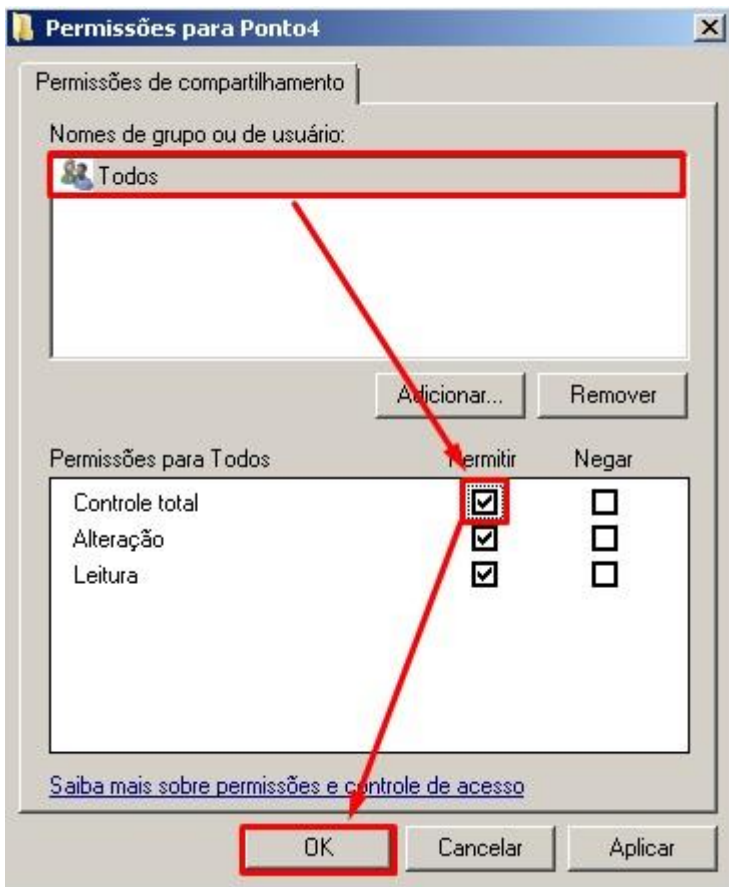 Permissões para Ponto4
Permissões de compartilhamento
Nomes de grupo ou de usuário:
Todos
Adicionar... Remover
Permissões para Todos Permitir Negar
Controle total
Alteração
Leitura
Saiba mais sobre permissões e controle de acesso
OK Cancelar Aplicar